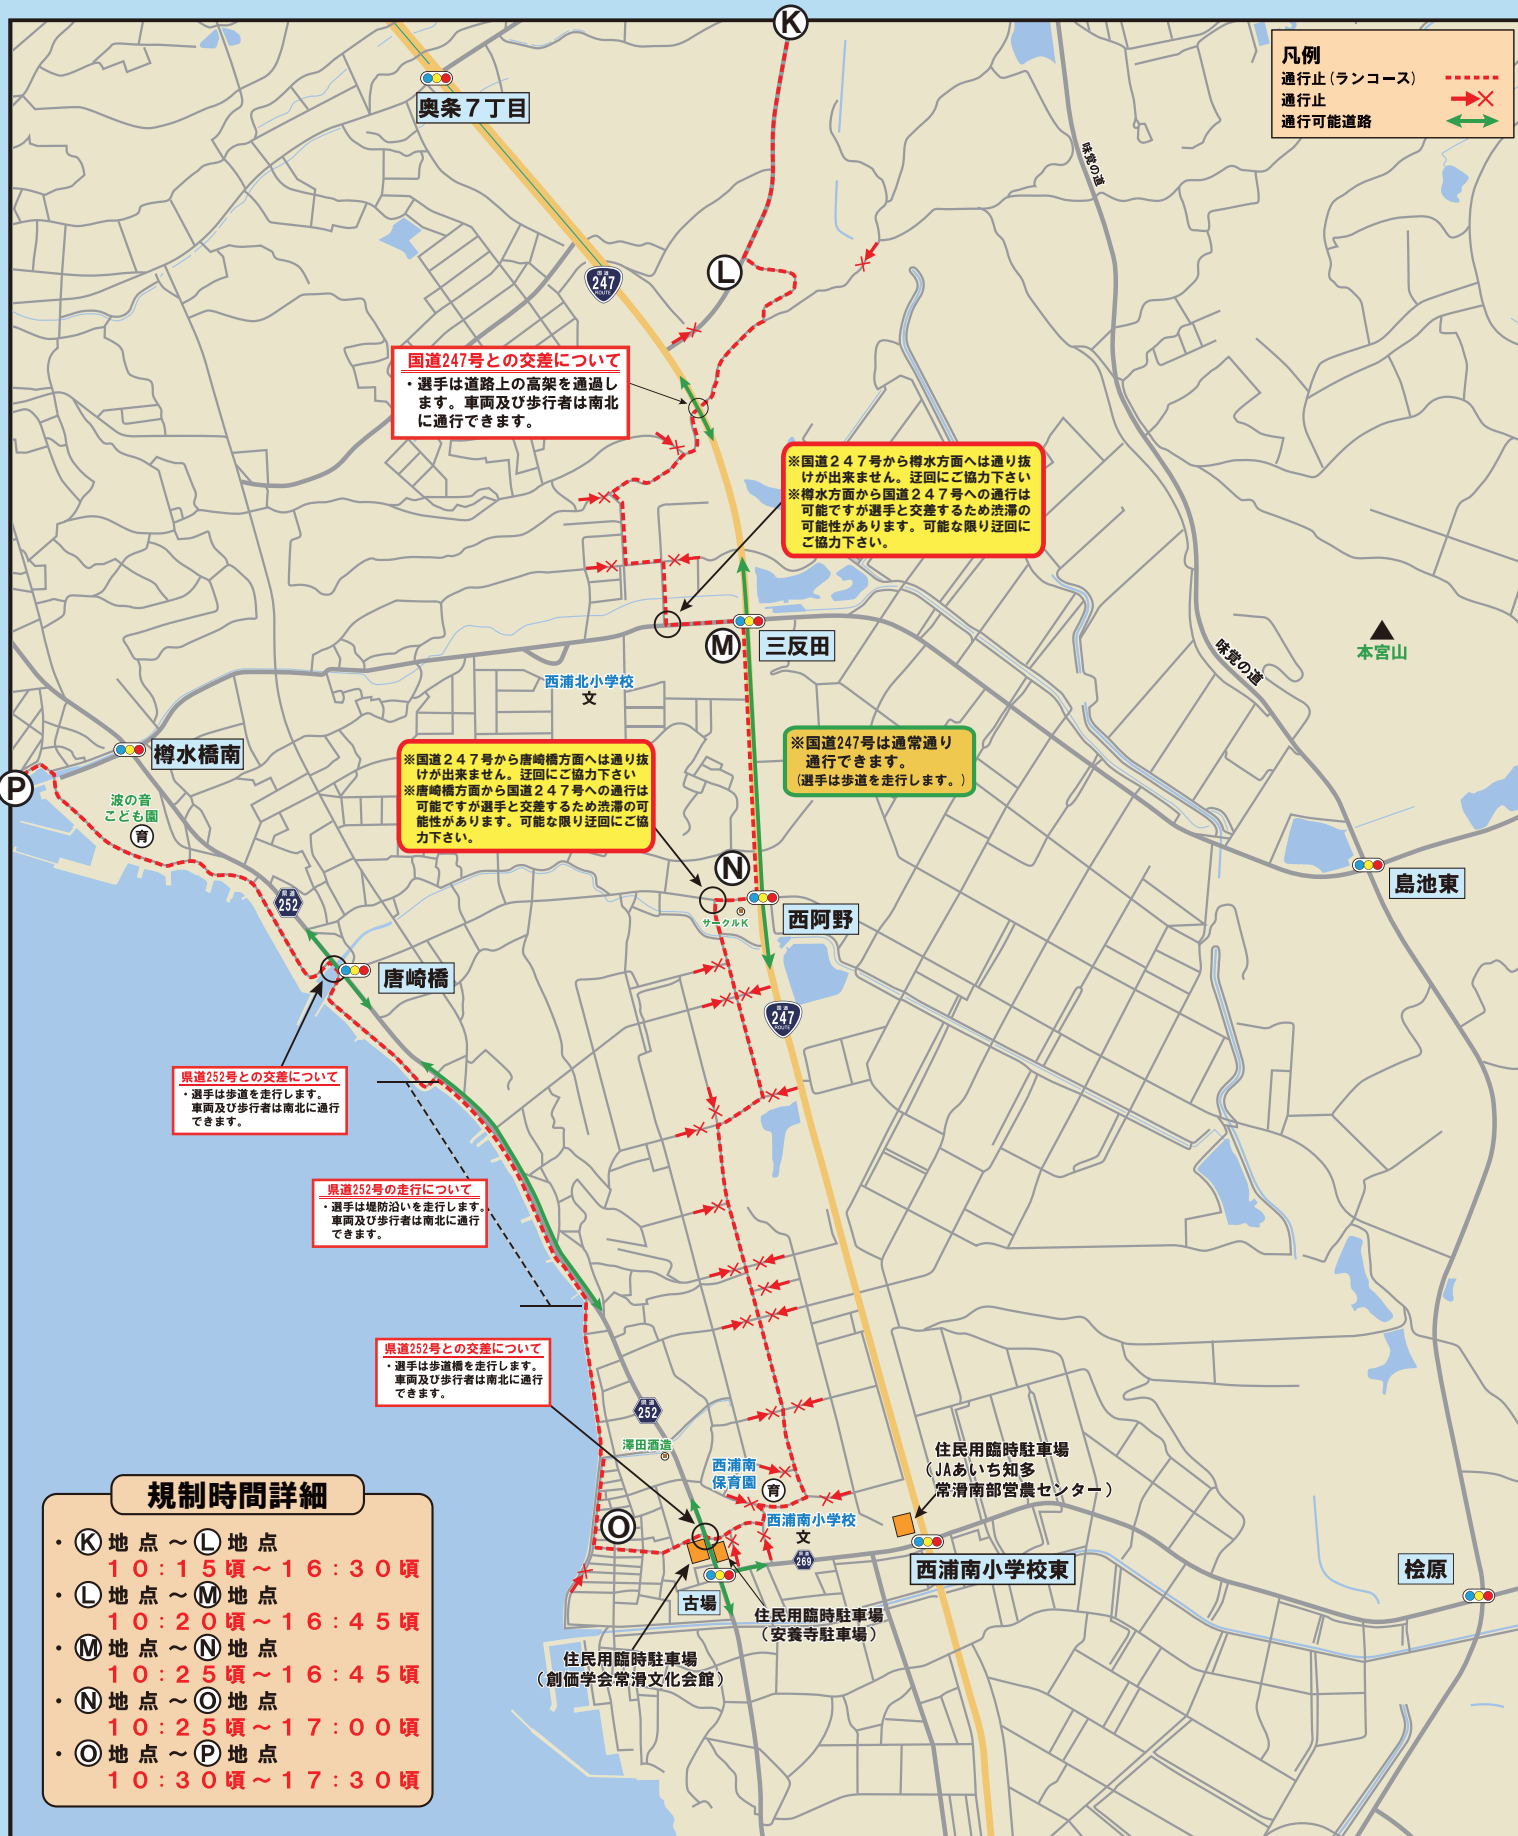 K
凡例
通行止(ランコース)
通行止
通行可能道路
奥条７丁目
味覚の道
L
国道
247
ROUTE
国道247号との交差について
・選手は道路上の高架を通過し
ます。車両及び歩行者は南北
に通行できます。
※国道２４７号から樽水方面へは通り抜
けが出来ません。迂回にご協力下さい
※樽水方面から国道２４７号への通行は
可能ですが選手と交差するため渋滞の
可能性があります。可能な限り迂回に
ご協力下さい。
M
三反田
本宮山
味覚の道
西浦北小学校
文
樽水橋南
P
波の音
こども園
育
※国道２４７号から唐崎橋方面へは通り抜
けが出来ません。迂回にご協力下さい
※唐崎橋方面から国道２４７号への通行は
可能ですが選手と交差するため渋滞の可
能性があります。可能な限り迂回にご協
力下さい。
※国道247号は通常通り
通行できます。
(選手は歩道を走行します。)
N
サークルK
西阿野
島池東
県道
252
唐崎橋
国道
247
ROUTE
県道252号との交差について
・選手は歩道を走行します。
車両及び歩行者は南北に通行
できます。
県道252号の走行について
・選手は堤防沿いを走行します。
車両及び歩行者は南北に通行
できます。
県道252号との交差について
・選手は歩道橋を走行します。
車両及び歩行者は南北に通行
できます。
県道
252
澤田酒造
西浦南
保育園
育
住民用臨時駐車場
(JAあいち知多
常滑南部営農センター)
O
西浦南小学校
文
県道
269
西浦南小学校東
桧原
古場
住民用臨時駐車場
(安養寺駐車場)
住民用臨時駐車場
(創価学会常滑文化会館)
規制時間詳細
・K地点～L地点
１０：１５頃～１６：３０頃
・L地点～M地点
１０：２０頃～１６：４５頃
・M地点～N地点
１０：２５頃～１６：４５頃
・N地点～O地点
１０：２５頃～１７：００頃
・O地点～P地点
１０：３０頃～１７：３０頃